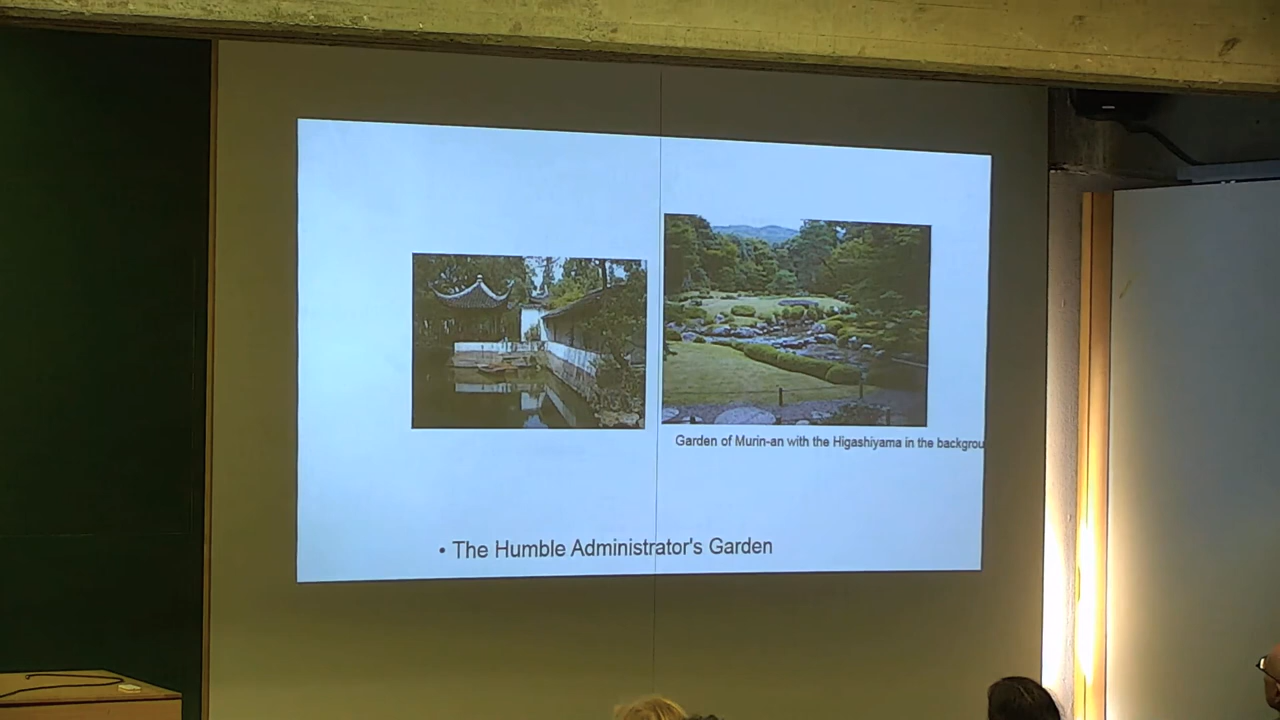 Garden of Murin-an with the Higashiyama in the backgrou
• The Humble Administrator's Garden